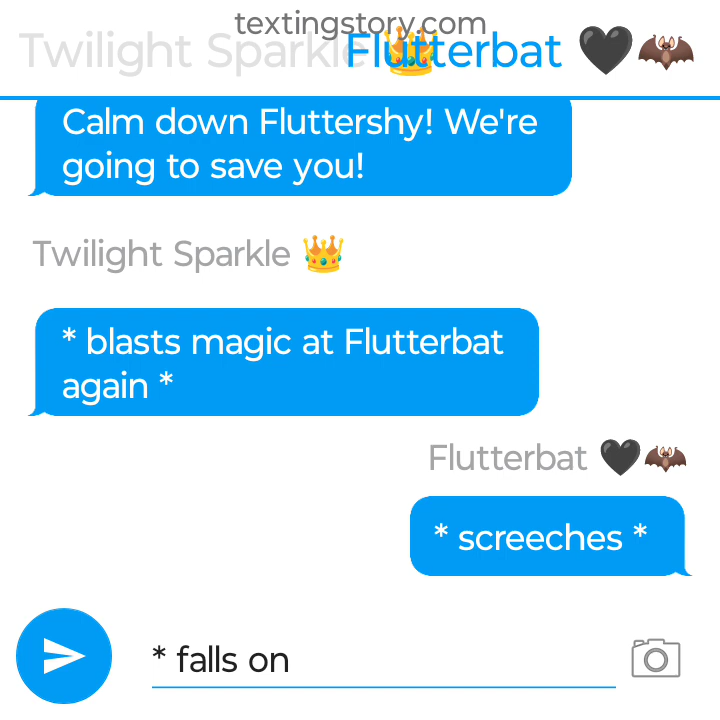 textingstory.com
Twilight Sparkle 👑
Flutterbat 🖤🦇
Calm down Fluttershy! We're
going to save you!
Twilight Sparkle 👑
* blasts magic at Flutterbat
again *
Flutterbat 🖤🦇
* screeches *
* falls on